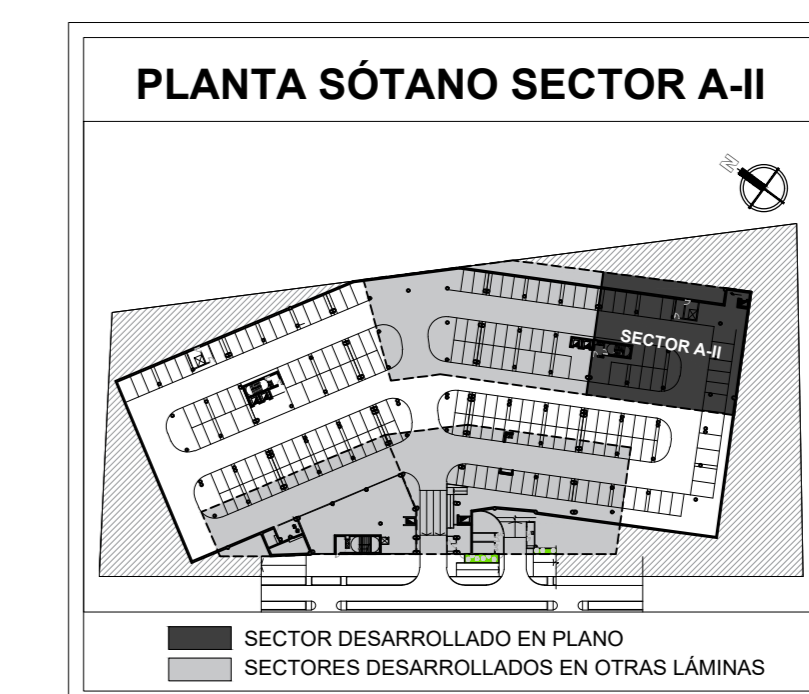 PLANTA SÓTANO SECTOR A-II
N
SECTOR A-II
SECTOR DESARROLLADO EN PLANO
SECTORES DESARROLLADOS EN OTRAS LÁMINAS